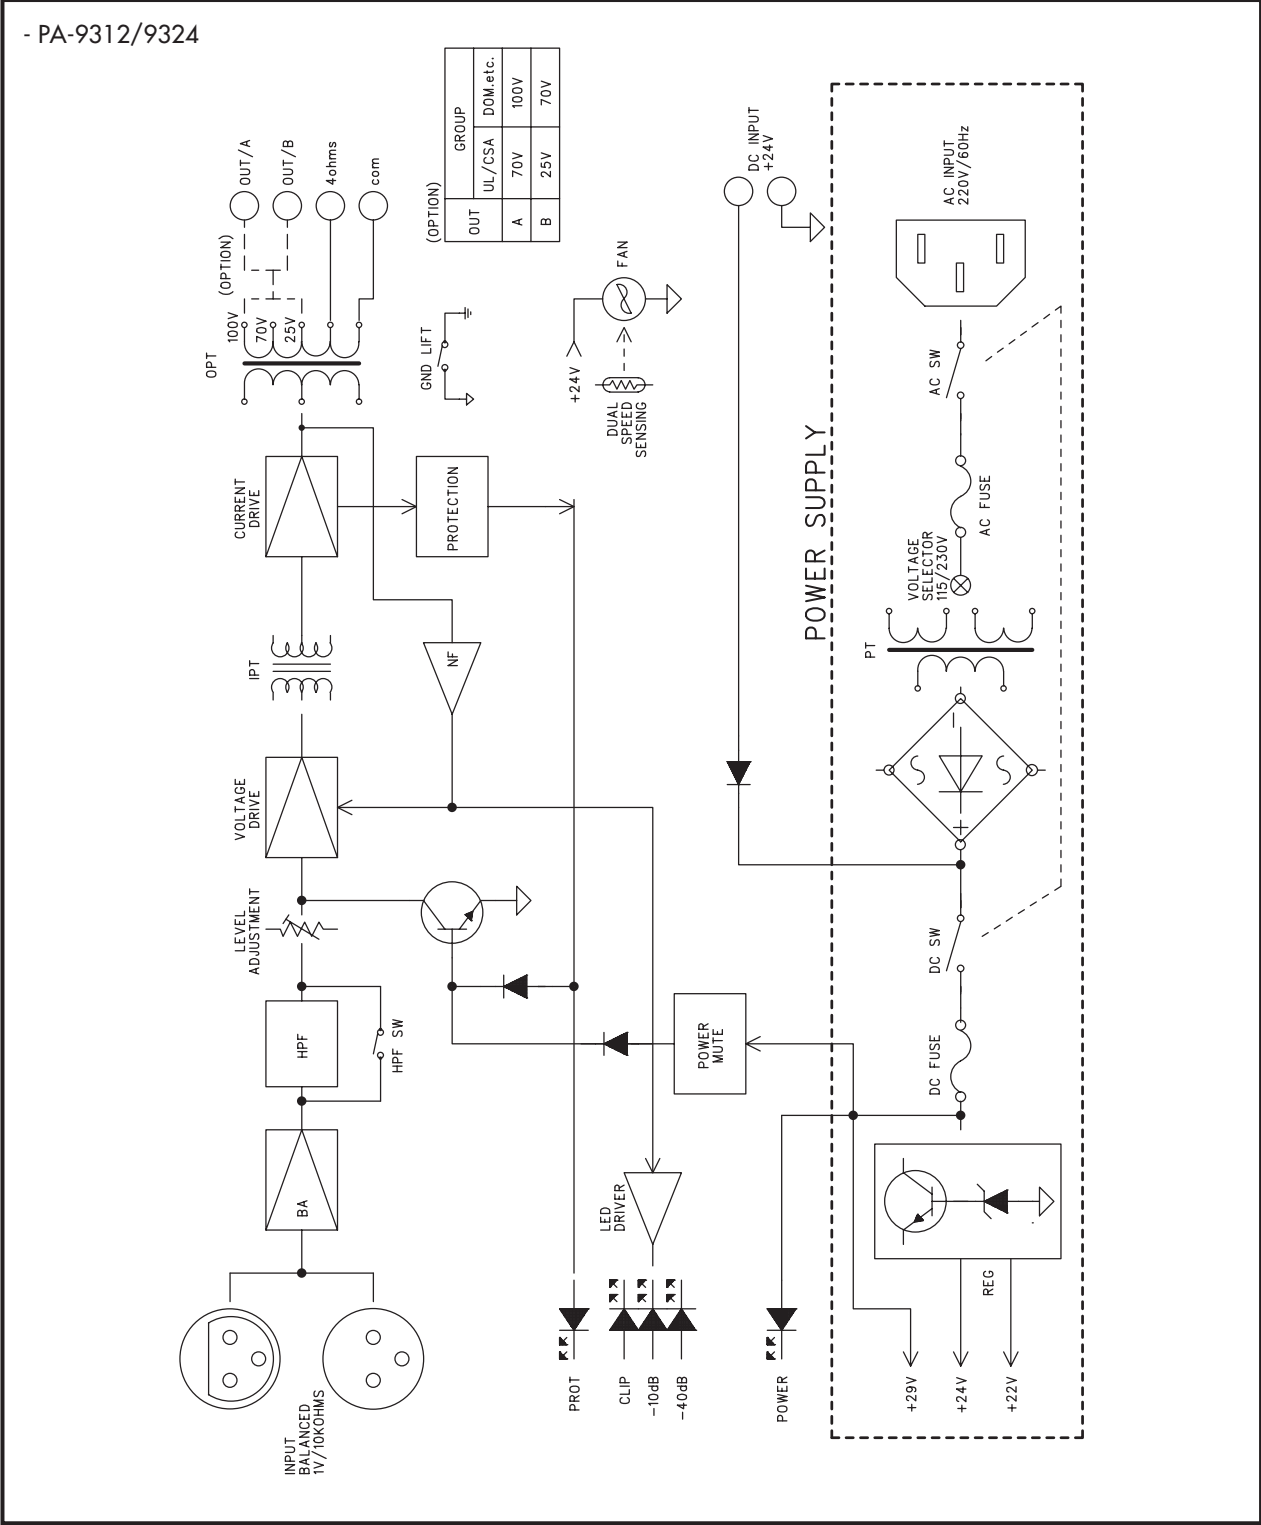 - PA-9312/9324
INPUT
BALANCED
1V/10KOHMS
BA
HPF
HPF SW
LEVEL
ADJUSTMENT
VOLTAGE
DRIVE
IPT
CURRENT
DRIVE
OPT
100V
70V
25V
(OPTION)
OUT/A
OUT/B
4ohms
com
NF
PROTECTION
GND LIFT
(OPTION)
OUT GROUP
UL/CSA DOM.etc.
A 70V 100V
B 25V 70V
+24V
FAN
DUAL
SPEED
SENSING
PROT
CLIP
-10dB
-40dB
LED
DRIVER
POWER
MUTE
POWER
DC INPUT
+24V
POWER SUPPLY
AC INPUT
220V/60Hz
AC SW
AC FUSE
VOLTAGE
SELECTOR
115/230V
PT
DC SW
DC FUSE
REG
+29V
+24V
+22V